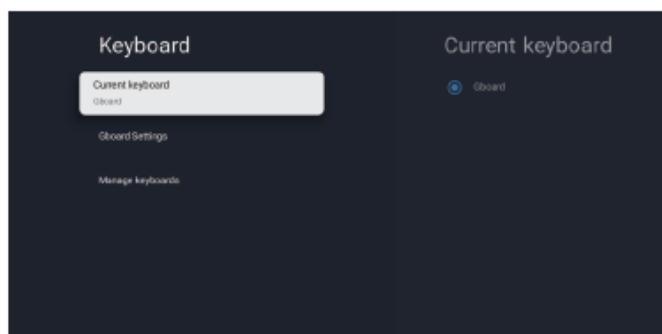 Keyboard
Current keyboard
Gboard
Gboard Settings
Manage keyboards
Current keyboard
Gboard